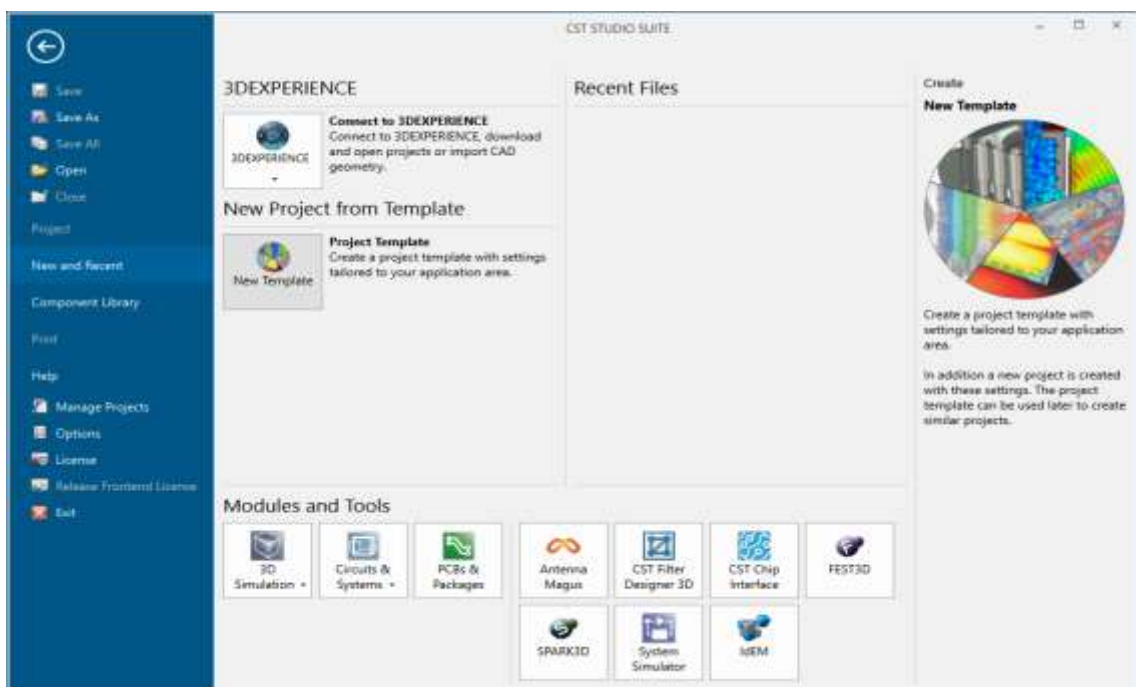 CST STUDIO SUITE
Save
Save As
Save All
Open
Close
Project
New and Recent
Component Library
Print
Help
Manage Projects
Options
License
Release Frontend License
Exit
3DEXPERIENCE
3DEXPERIENCE
Connect to 3DEXPERIENCE
Connect to 3DEXPERIENCE, download
and open projects or import CAD
geometry.
New Project from Template
New Template
Project Template
Create a project template with settings
tailored to your application area.
Recent Files
Modules and Tools
3D
Simulation
Circuits &
Systems
PCBs &
Packages
Antenna
Magus
CST Filter
Designer 3D
CST Chip
Interface
FEST3D
SPARK3D
System
Simulator
IdEM
Create
New Template
Create a project template with
settings tailored to your application
area.
In addition a new project is created
with these settings. The project
template can be used later to create
similar projects.